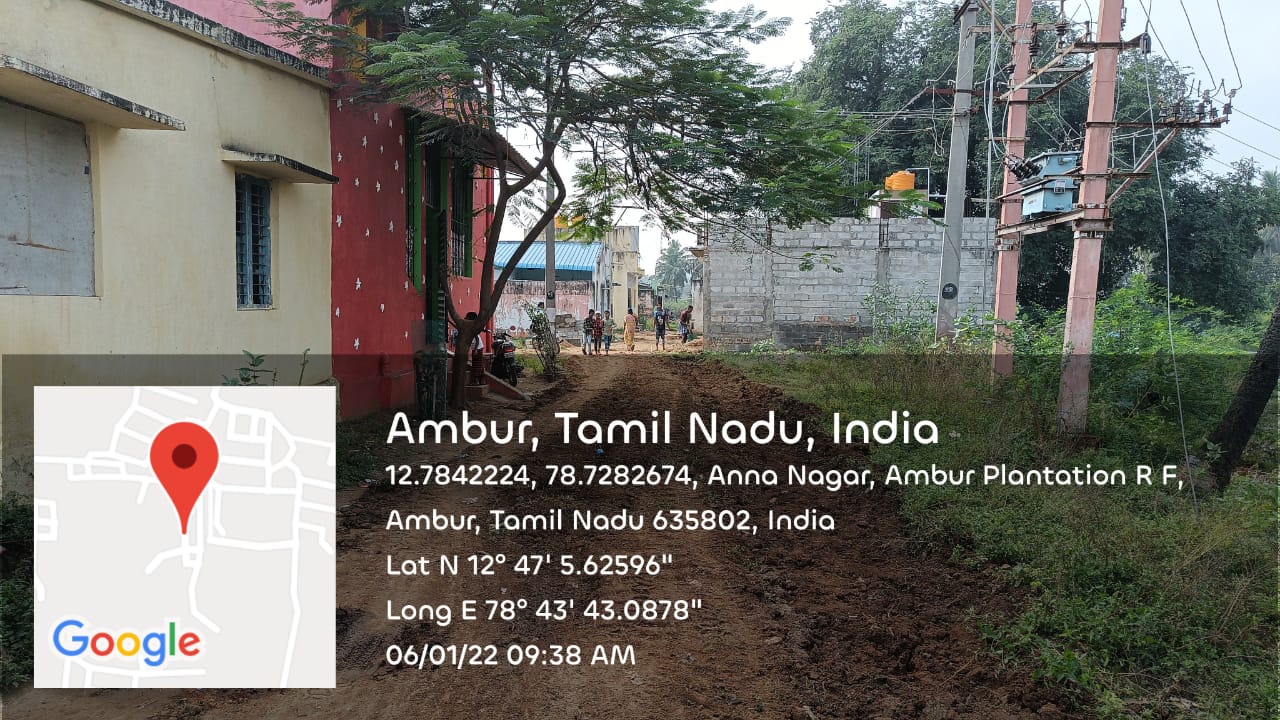 Ambur, Tamil Nadu, India
12.7842224, 78.7282674, Anna Nagar, Ambur Plantation R F,
Ambur, Tamil Nadu 635802, India
Lat N 12° 47' 5.62596"
Long E 78° 43' 43.0878"
06/01/22 09:38 AM
Google